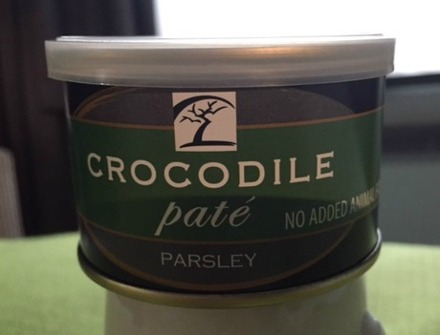 CROCODILE
paté
NO ADDED ANIMAL
PARSLEY